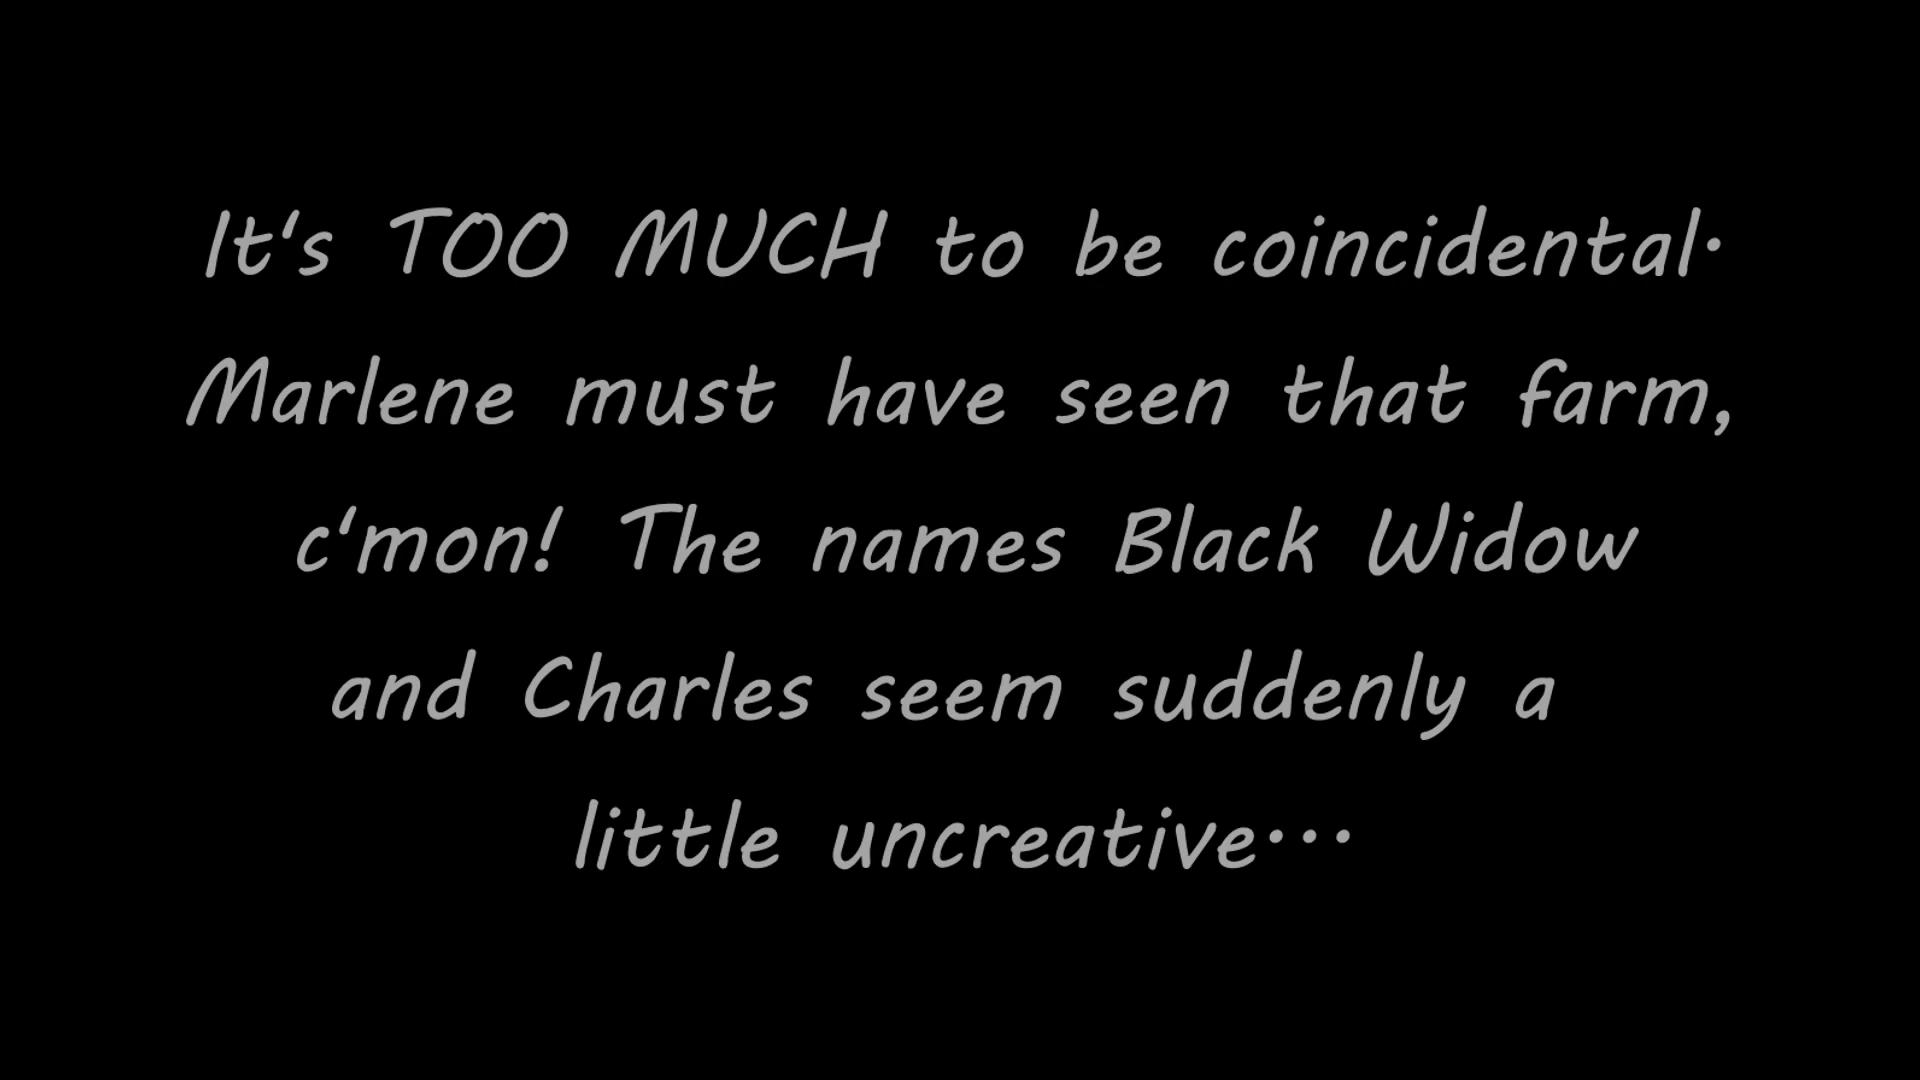 It's TOO MUCH to be coincidental.
Marlene must have seen that farm,
c'mon! The names Black Widow
and Charles seem suddenly a
little uncreative...